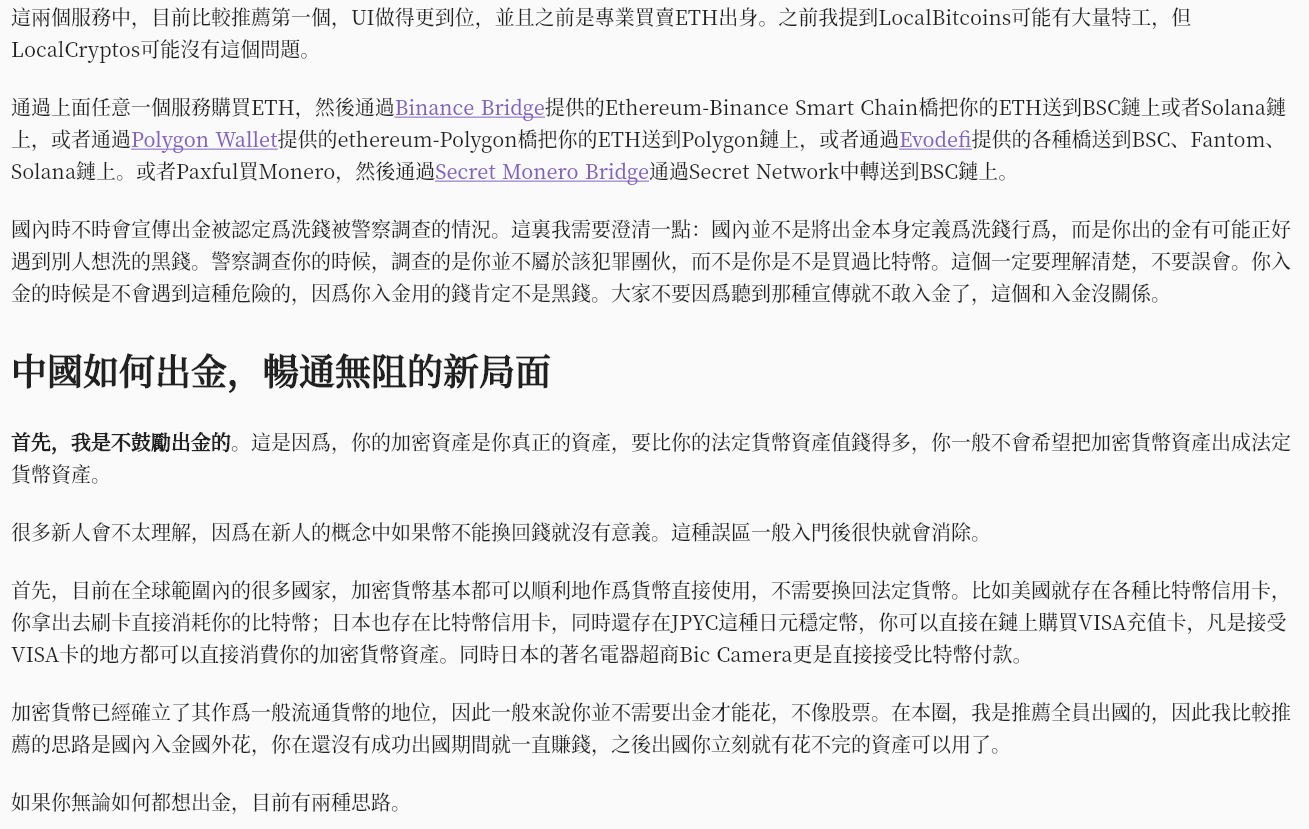 這兩個服務中，目前比較推薦第一個，UI做得更到位，並且之前是專業買賣ETH出身。之前我提到LocalBitcoins可能有大量特工，但
LocalCryptos可能沒有這個問題。
通過上面任意一個服務購買ETH，然後通過Binance Bridge提供的Ethereum-Binance Smart Chain橋把你的ETH送到BSC鏈上或者Solana鏈
上，或者通過Polygon Wallet提供的ethereum-Polygon橋把你的ETH送到Polygon鏈上，或者通過Evodefi提供的各種橋送到BSC、Fantom、
Solana鏈上。或者Paxful買Monero，然後通過Secret Monero Bridge通過Secret Network中轉送到BSC鏈上。
國內時不時會宣傳出金被認定爲洗錢被警察調查的情況。這裏我需要澄清一點：國內並不是將出金本身定義爲洗錢行爲，而是你出的金有可能正好
遇到別人想洗的黑錢。警察調查你的時候，調查的是你並不屬於該犯罪團伙，而不是你是不是買過比特幣。這個一定要理解清楚，不要誤會。你入
金的時候是不會遇到這種危險的，因爲你入金用的錢肯定不是黑錢。大家不要因爲聽到那種宣傳就不敢入金了，這個和入金沒關係。
中國如何出金，暢通無阻的新局面
首先，我是不鼓勵出金的。這是因爲，你的加密資產是你真正的資產，要比你的法定貨幣資產值錢得多，你一般不會希望把加密貨幣資產出成法定
貨幣資產。
很多新人會不太理解，因爲在新人的概念中如果幣不能換回錢就沒有意義。這種誤區一般入門後很快就會消除。
首先，目前在全球範圍內的很多國家，加密貨幣基本都可以順利地作爲貨幣直接使用，不需要換回法定貨幣。比如美國就存在各種比特幣信用卡，
你拿出去刷卡直接消耗你的比特幣；日本也存在比特幣信用卡，同時還存在JPYC這種日元穩定幣，你可以直接在鏈上購買VISA充值卡，凡是接受
VISA卡的地方都可以直接消費你的加密貨幣資產。同時日本的著名電器超商Bic Camera更是直接接受比特幣付款。
加密貨幣已經確立了其作爲一般流通貨幣的地位，因此一般來說你並不需要出金才能花，不像股票。在本圈，我是推薦全員出國的，因此我比較推
薦的思路是國內入金國外花，你在還沒有成功出國期間就一直賺錢，之後出國你立刻就有花不完的資產可以用了。
如果你無論如何都想出金，目前有兩種思路。